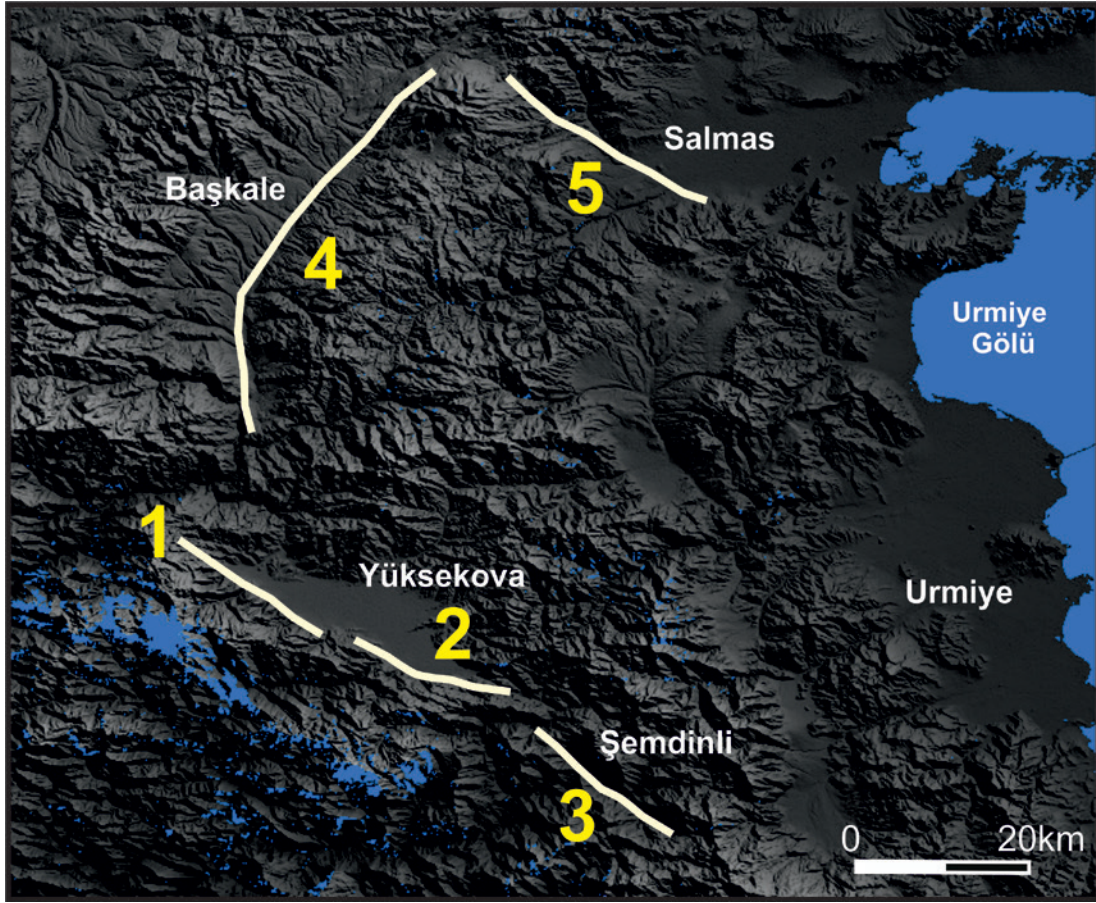 Salmas
5
Başkale
4
Urmiye
Gölü
1
Yüksekova
2
Urmiye
Şemdinli
3
0 20km